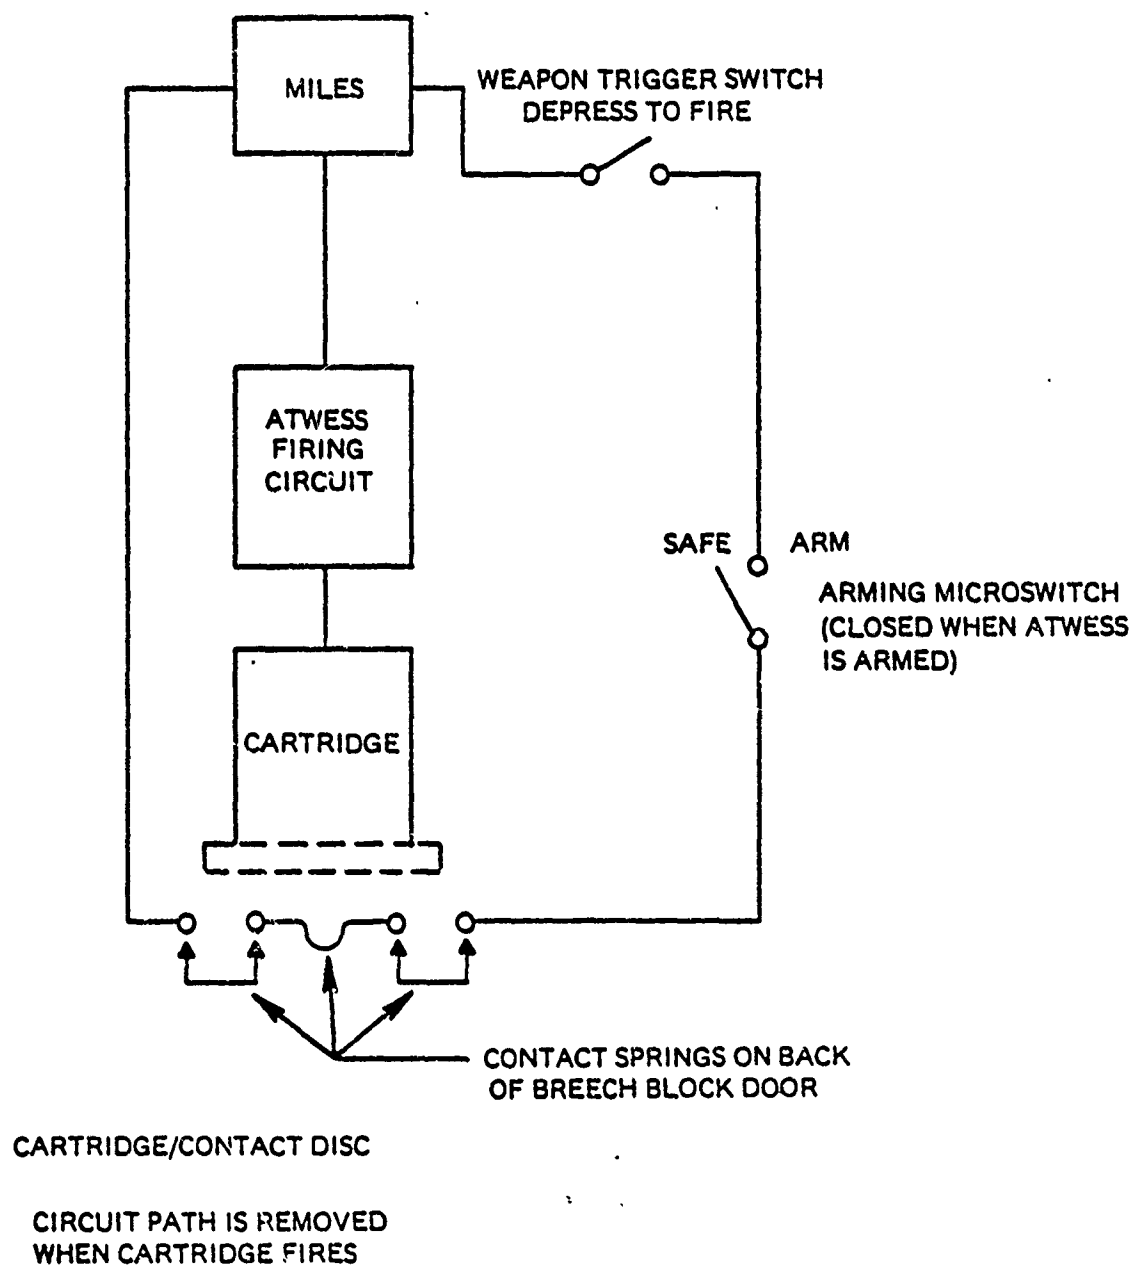 MILES
WEAPON TRIGGER SWITCH
DEPRESS TO FIRE
ATWESS
FIRING
CIRCUIT
SAFE
ARM
ARMING MICROSWITCH
(CLOSED WHEN ATWESS
IS ARMED)
CARTRIDGE
CONTACT SPRINGS ON BACK
OF BREECH BLOCK DOOR
CARTRIDGE/CONTACT DISC
CIRCUIT PATH IS REMOVED
WHEN CARTRIDGE FIRES